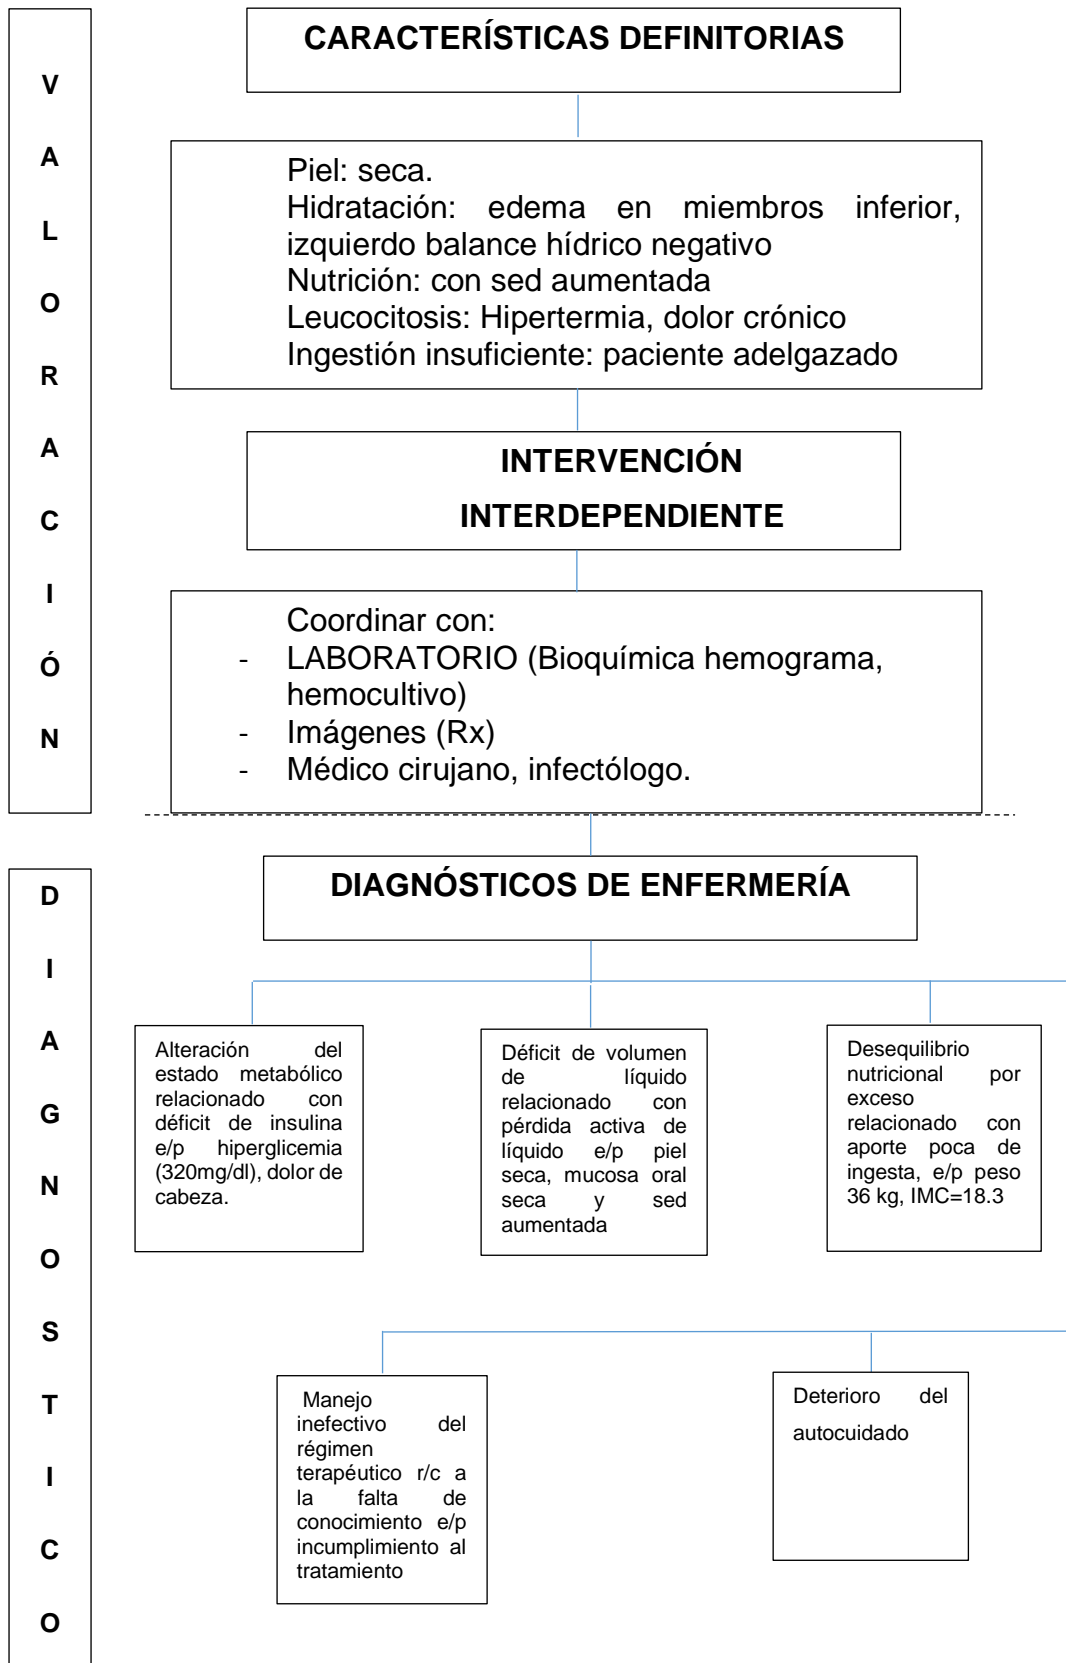 VALORACIÓN
CARACTERÍSTICAS DEFINITORIAS
Piel: seca.
Hidratación: edema en miembros inferior,
izquierdo balance hídrico negativo
Nutrición: con sed aumentada
Leucocitosis: Hipertermia, dolor crónico
Ingestión insuficiente: paciente adelgazado
INTERVENCIÓN
INTERDEPENDIENTE
Coordinar con:
- LABORATORIO (Bioquímica hemograma,
hemocultivo)
- Imágenes (Rx)
- Médico cirujano, infectólogo.
DIAGNOSTICO
DIAGNÓSTICOS DE ENFERMERÍA
Alteración del
estado metabólico
relacionado con
déficit de insulina
e/p hiperglicemia
(320mg/dl), dolor de
cabeza.
Déficit de volumen
de líquido
relacionado con
pérdida activa de
líquido e/p piel
seca, mucosa oral
seca y sed
aumentada
Desequilibrio
nutricional por
exceso
relacionado con
aporte poca de
ingesta, e/p peso
36 kg, IMC=18.3
Manejo
inefectivo del
régimen
terapéutico r/c a
la falta de
conocimiento e/p
incumplimiento al
tratamiento
Deterioro del
autocuidado